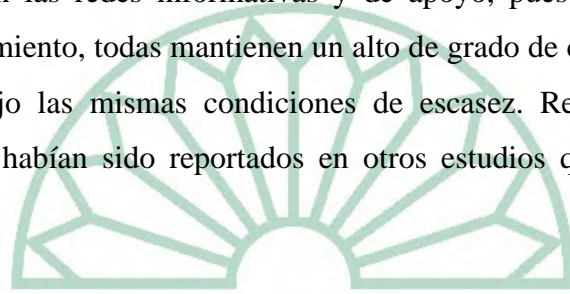 las redes informativas y de apoyo, pues
miento, todas mantienen un alto de grado de
jo las mismas condiciones de escasez. Re
habían sido reportados en otros estudios